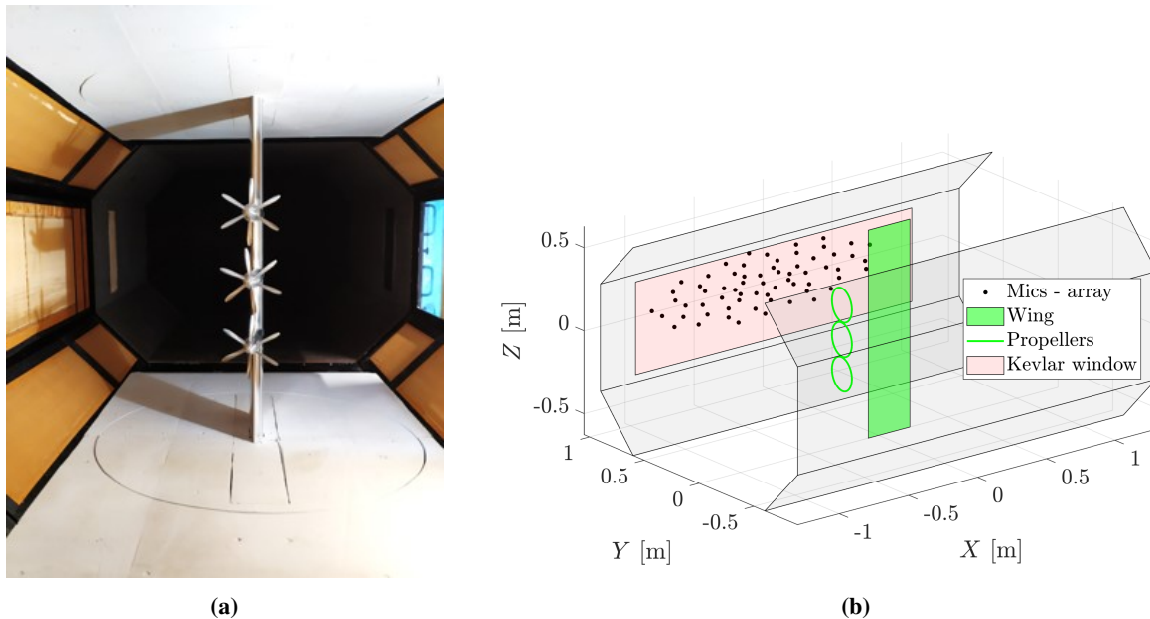 0.5
0
-0.5
Z [m]
1
0.5
0
-0.5
Y [m]
-1
-0.5
0
0.5
1
X [m]
Mics - array
Wing
Propellers
Kevlar window
(a)
(b)